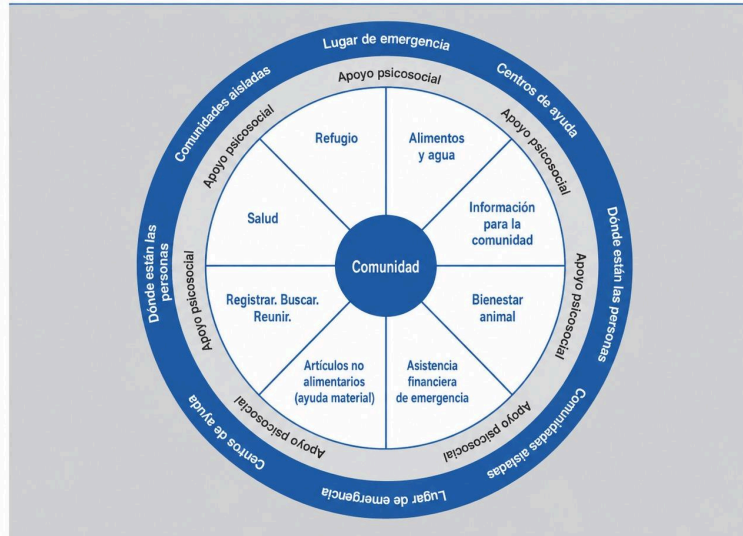 Lugar de emergencia
Centros de ayuda
Dónde están las personas
Comunidadas aisladas
Lugar de emergencia
Centros de ayuda
Dónde están las
personas
Comunidades aisladas
Apoyo psicosocial
Apoyo psicosocial
Apoyo psicosocial
Apoyo psicosocial
Apoyo psicosocial
Apoyo psicosocial
Apoyo psicosocial
Refugio
Alimentos
y agua
Información
para la
comunidad
Bienestar
animal
Asistencia
financiera
de emergencia
Artículos no
alimentarios
(ayuda material)
Registrar. Buscar.
Reunir.
Salud
Comunidad